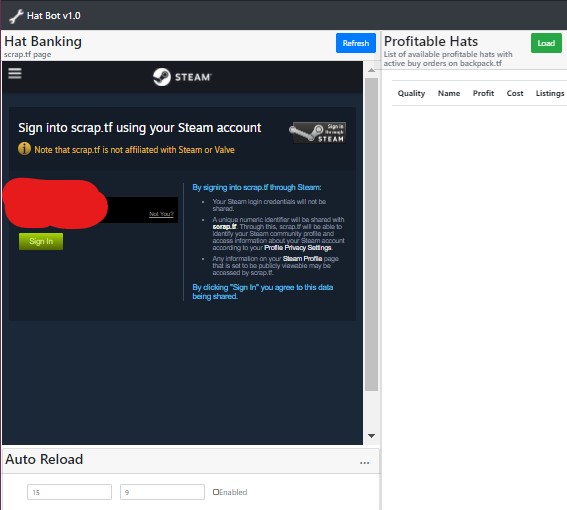 Hat Bot v1.0
Hat Banking
scrap.tf page
Refresh
Profitable Hats
List of available profitable hats with
active buy orders on backpack.tf
Load
STEAM
Quality Name Profit Cost Listings
Sign into scrap.tf using your Steam account
Sign in
through
STEAM
Note that scrap.tf is not affiliated with Steam or Valve
Not You?
Sign In
By signing into scrap.tf through Steam:
Your Steam login credentials will not be
shared.
A unique numeric identifier will be shared with
scrap.tf. Through this, scrap.tf will be able to
identify your Steam community profile and
access information about your Steam account
according to your Profile Privacy Settings.
Any information on your Steam Profile page
that is set to be publicly viewable may be
accessed by scrap.tf.
By clicking "Sign In" you agree to this data
being shared.
Auto Reload
...
15
9
Enabled